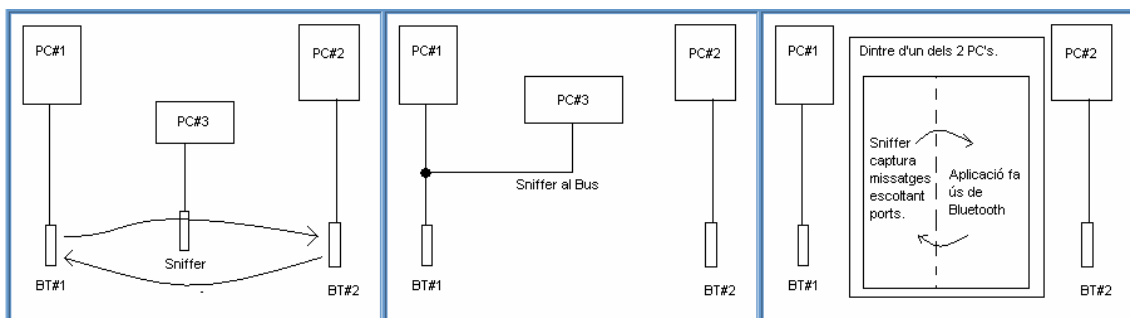 PC#1
PC#2
PC#3
Sniffer
BT#1
BT#2
PC#1
PC#2
PC#3
Sniffer al Bus
BT#1
BT#2
PC#1
Dintre d'un dels 2 PC's.
PC#2
Sniffer
captura
missatges
escoltant
ports.
Aplicació fa
ús de
Bluetooth
BT#1
BT#2